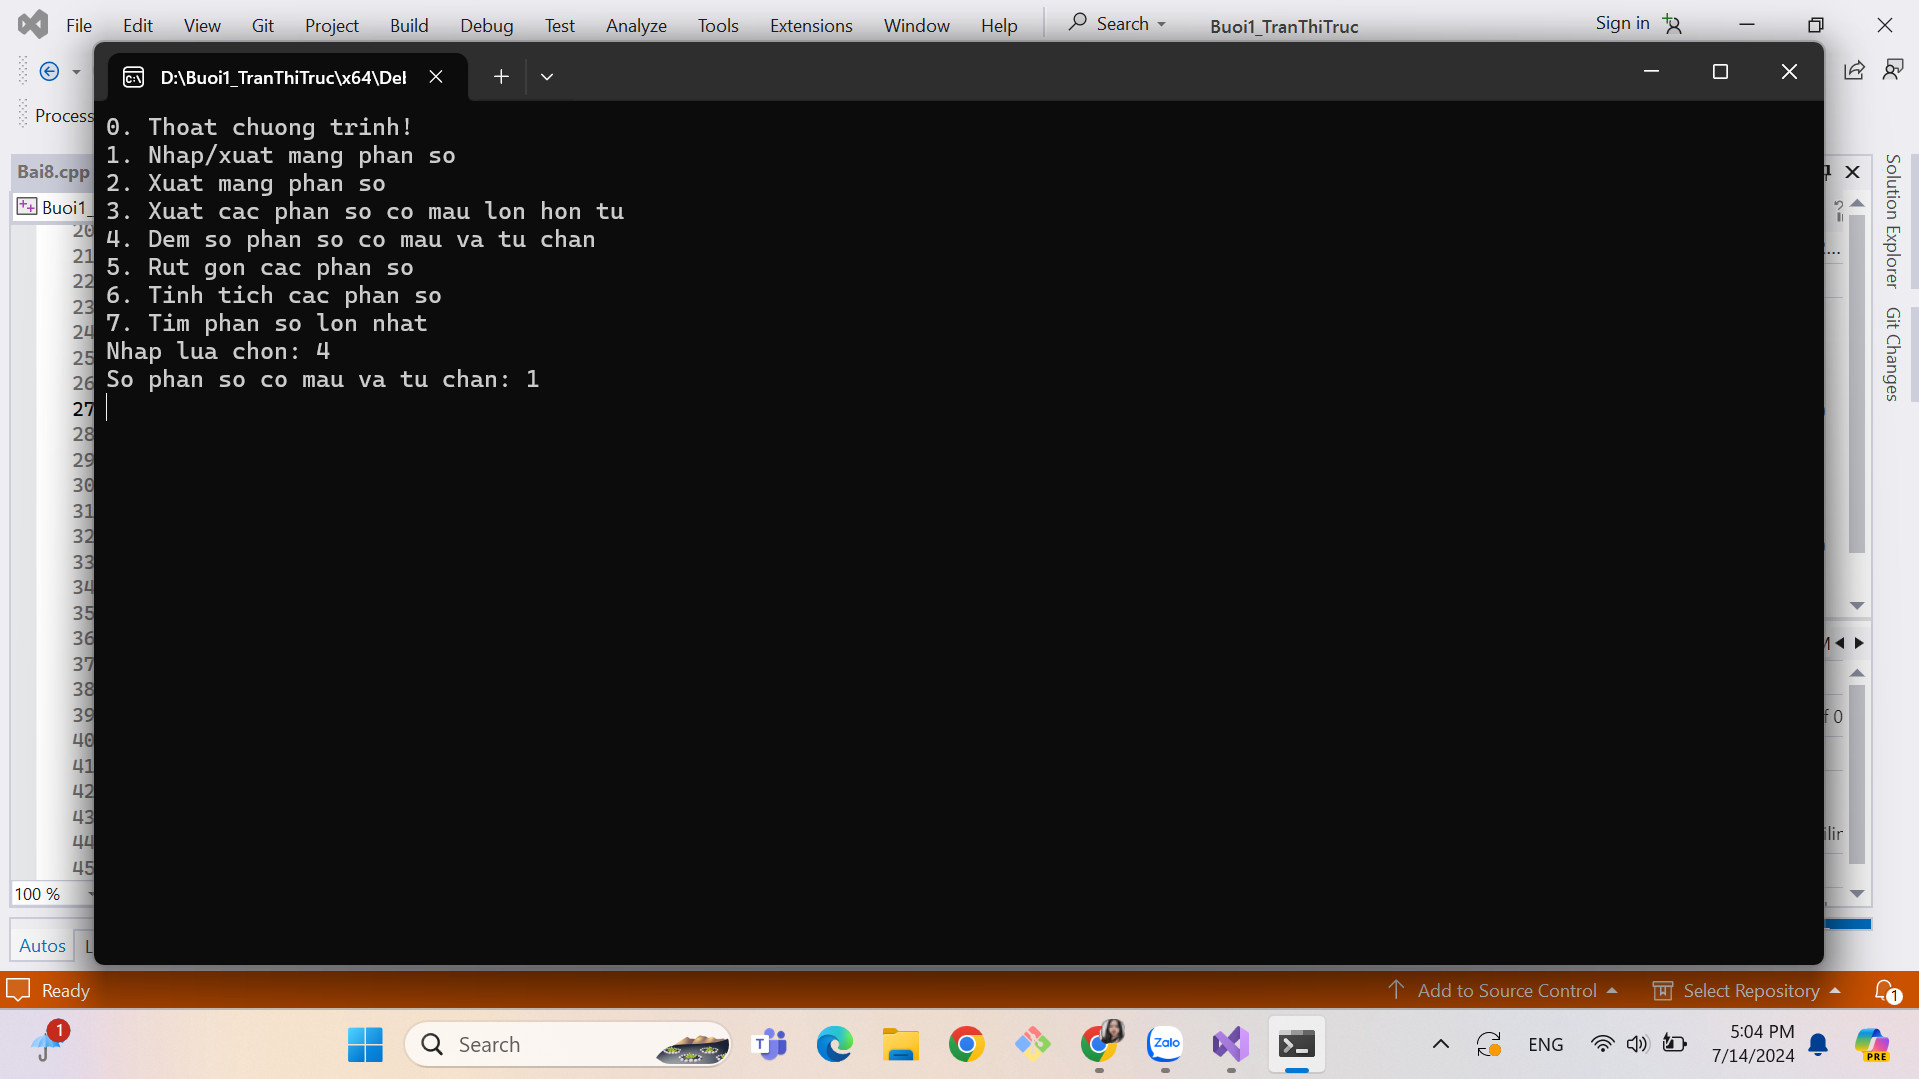 File Edit View Git Project Build Debug Test Analyze Tools Extensions Window Help Search Buoi1_TranThiTruc Sign in
D:\Buoi1_TranThiTruc\x64\Del
Process
0. Thoat chuong trinh!
1. Nhap/xuat mang phan so
2. Xuat mang phan so
3. Xuat cac phan so co mau lon hon tu
4. Dem so phan so co mau va tu chan
5. Rut gon cac phan so
6. Tinh tich cac phan so
7. Tim phan so lon nhat
Nhap lua chon: 4
So phan so co mau va tu chan: 1
Bai8.cpp
Buoi1_
20
21
22
23
24
25
26
27
28
29
30
31
32
33
34
35
36
37
38
39
40
41
42
43
44
45
100 %
Autos L
Solution Explorer
Git Changes
Ready Add to Source Control Select Repository 1
1 Search Zalo ENG 5:04 PM
7/14/2024 PRE